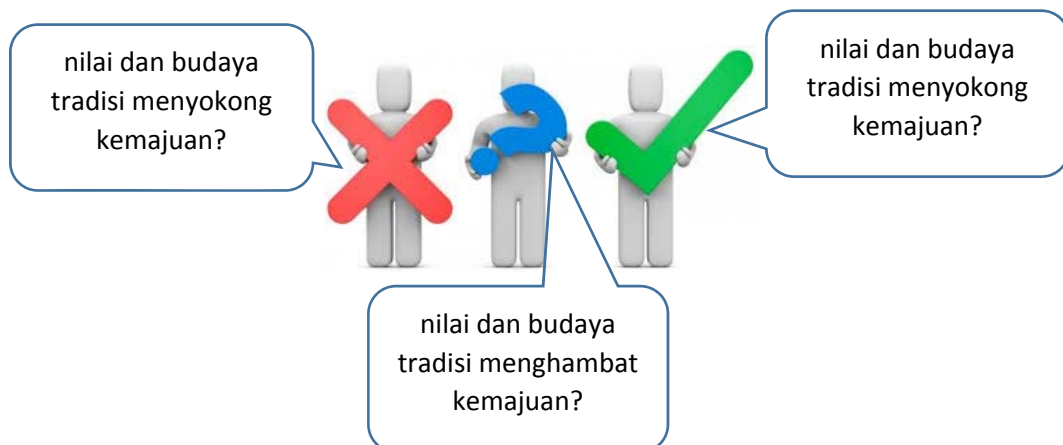 nilai dan budaya
tradisi menyokong
kemajuan?
nilai dan budaya
tradisi menyokong
kemajuan?
nilai dan budaya
tradisi menghambat
kemajuan?